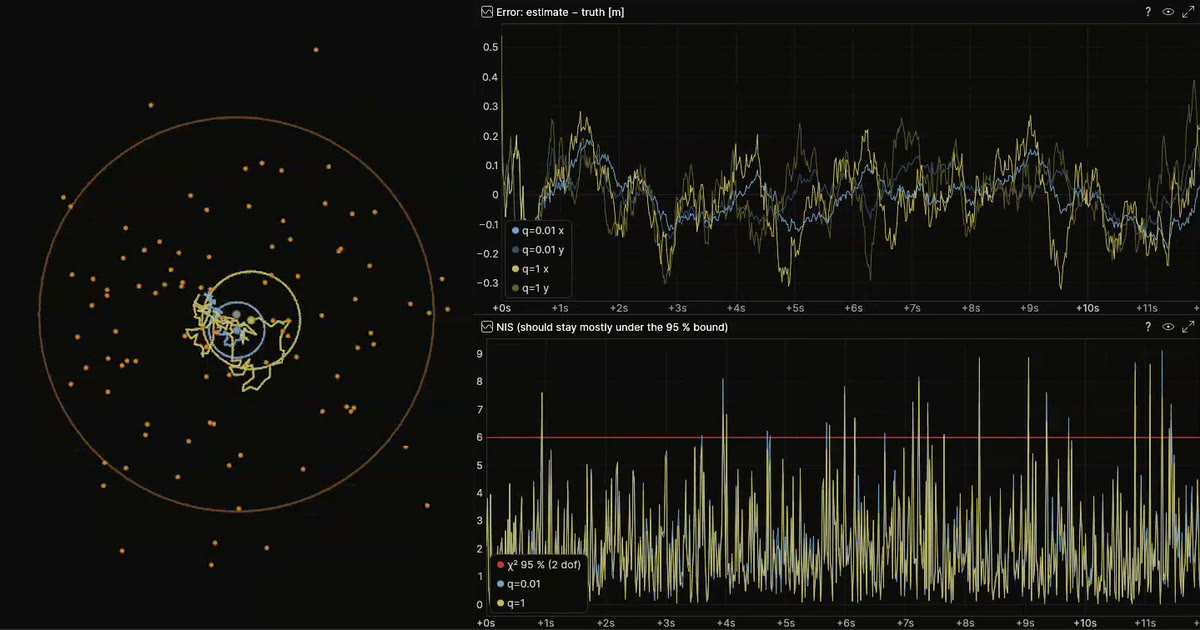 Error: estimate – truth [m]
?
0.5
0.4
0.3
0.2
0.1
0
−0.1
−0.2
−0.3
q=0.01 x
q=0.01 y
q=1 x
q=1 y
+0s +1s +2s +3s +4s +5s +6s +7s +8s +9s +10s +11s +
NIS (should stay mostly under the 95 % bound)
?
9
8
7
6
5
4
3
2
1
0
χ² 95 % (2 dof)
q=0.01
q=1
+0s +1s +2s +3s +4s +5s +6s +7s +8s +9s +10s +11s +